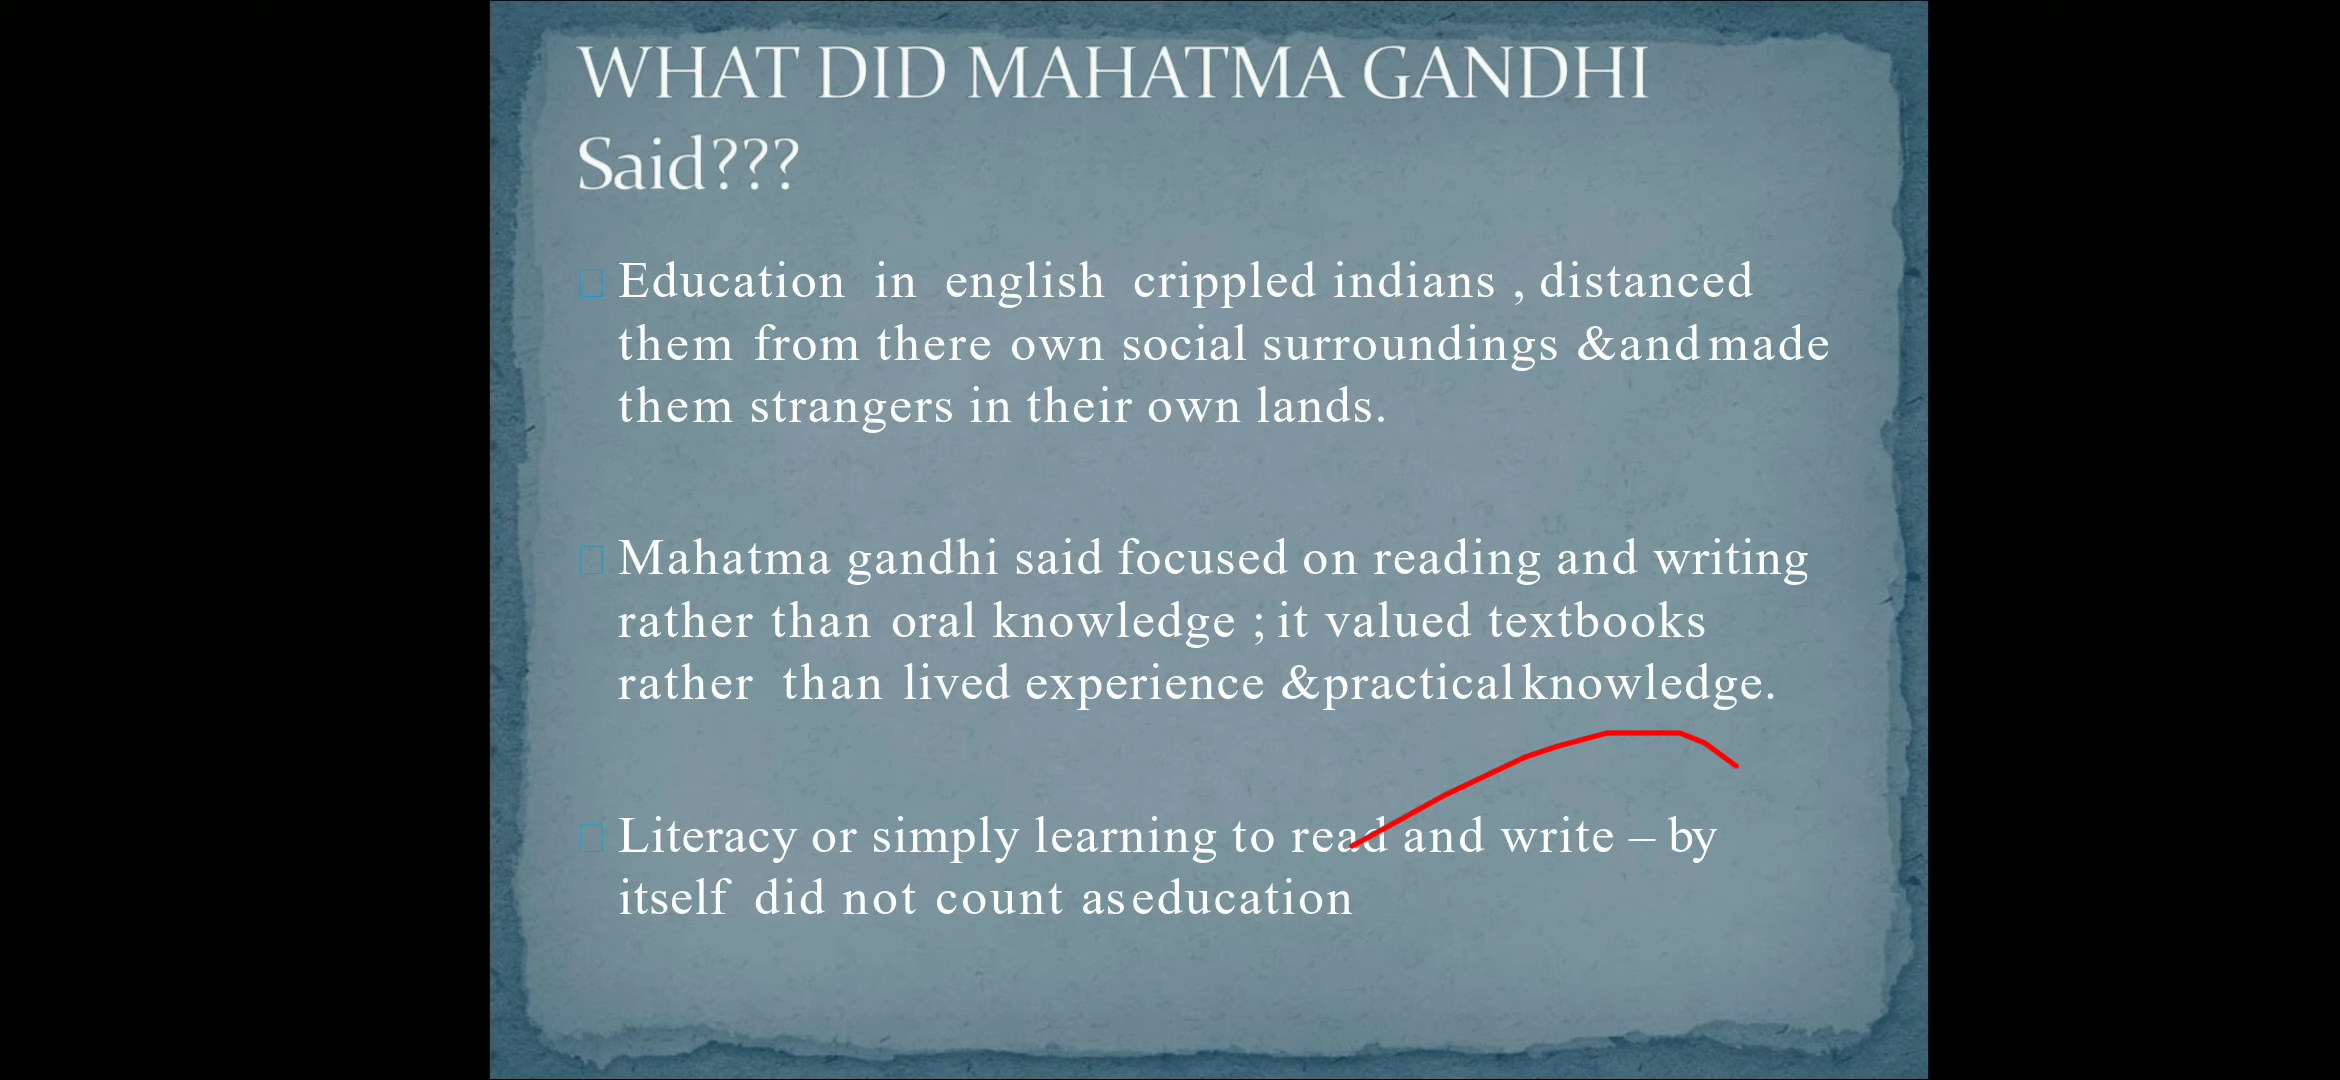 WHAT DID MAHATMA GANDHI
Said???
Education in english crippled indians , distanced
them from there own social surroundings &and made
them strangers in their own lands.
Mahatma gandhi said focused on reading and writing
rather than oral knowledge ; it valued textbooks
rather than lived experience &practical knowledge.
Literacy or simply learning to read and write – by
itself did not count aseducation